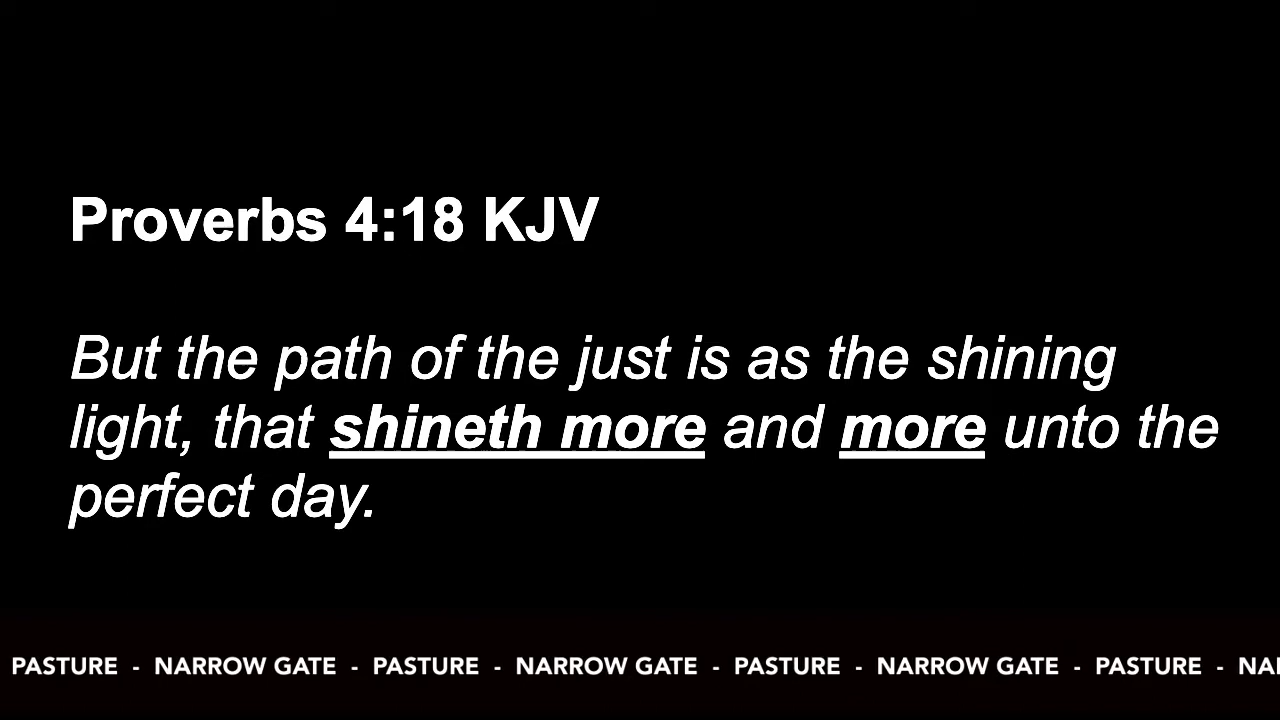 Proverbs 4:18 KJV
But the path of the just is as the shining
light, that shineth more and more unto the
perfect day.
PASTURE - NARROW GATE - PASTURE - NARROW GATE - PASTURE - NARROW GATE - PASTURE - NAR